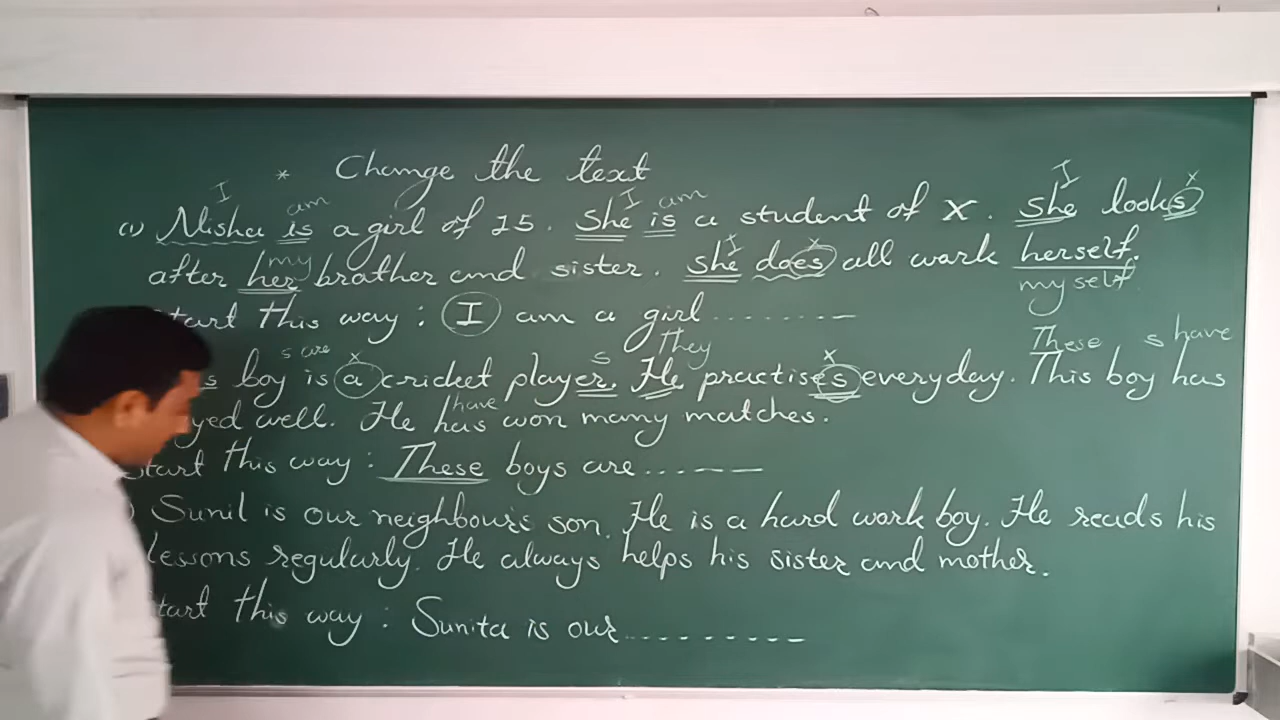 * Change the text
I am I am I x
(1) Nisha is a girl of 15. She is a student of X. She looks
my I x
after her brother and sister. She does all work herself.
myself
Start this way: I am a girl........———
s are x s They x These s have
boy is a cricket player. He practises everyday. This boy has
have
yed well. He has won many matches.
Start this way: These boys are...-———
Sunil is our neighbour's son. He is a hard work boy. He reads his
lessons regularly. He always helps his sister and mother.
tart this way: Sunita is our..---------